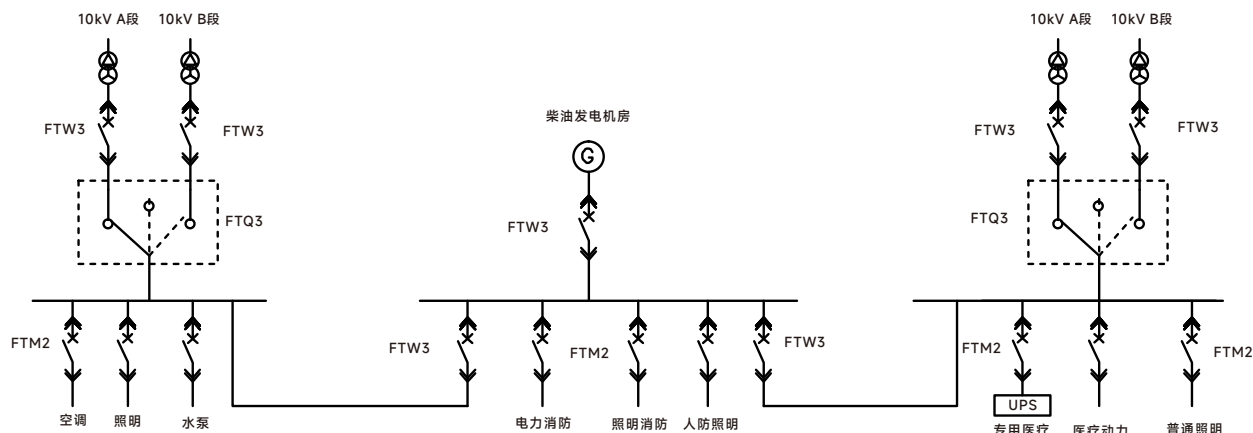 10kV A段 10kV B段
10kV A段 10kV B段
柴油发电机房
G
FTW3 FTW3
FTW3 FTW3
FTQ3
FTQ3
FTW3
FTM2
FTW3
FTM2
FTW3
FTM2
FTM2
空调 照明 水泵
电力消防 照明消防 人防照明
UPS
专用医疗 医疗动力 普通照明